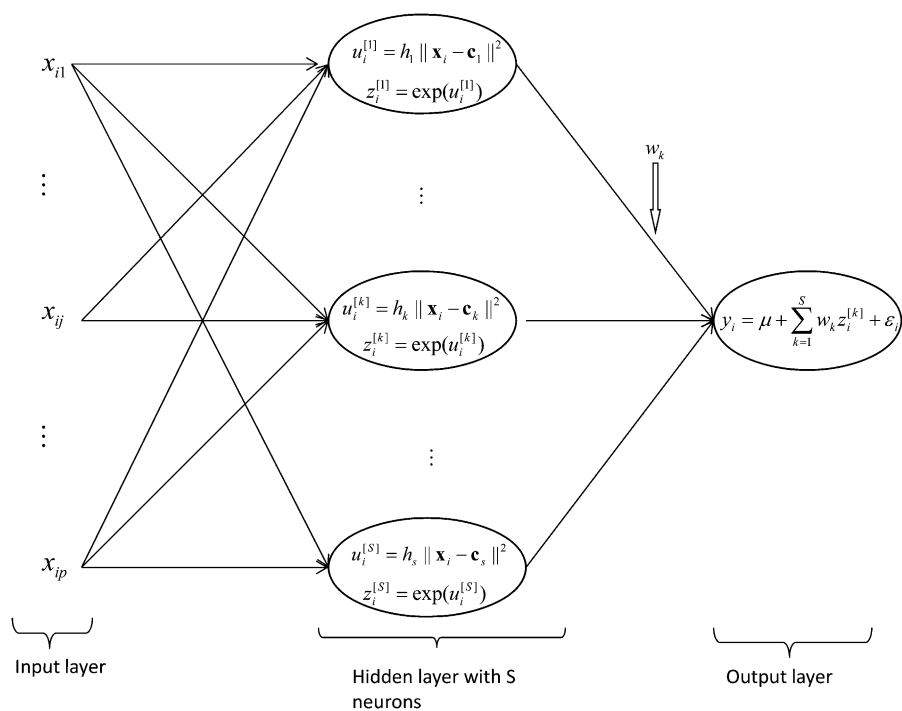 x_{i1}
⋮
x_{ij}
⋮
x_{ip}
Input layer
u_i^{[1]} = h_1 || x_i − c_1 ||^2
z_i^{[1]} = exp(u_i^{[1]})
⋮
u_i^{[k]} = h_k || x_i − c_k ||^2
z_i^{[k]} = exp(u_i^{[k]})
⋮
u_i^{[S]} = h_s || x_i − c_s ||^2
z_i^{[S]} = exp(u_i^{[S]})
Hidden layer with S
neurons
w_k
y_i = μ + ∑_{k=1}^{S} w_k z_i^{[k]} + ε_i
Output layer